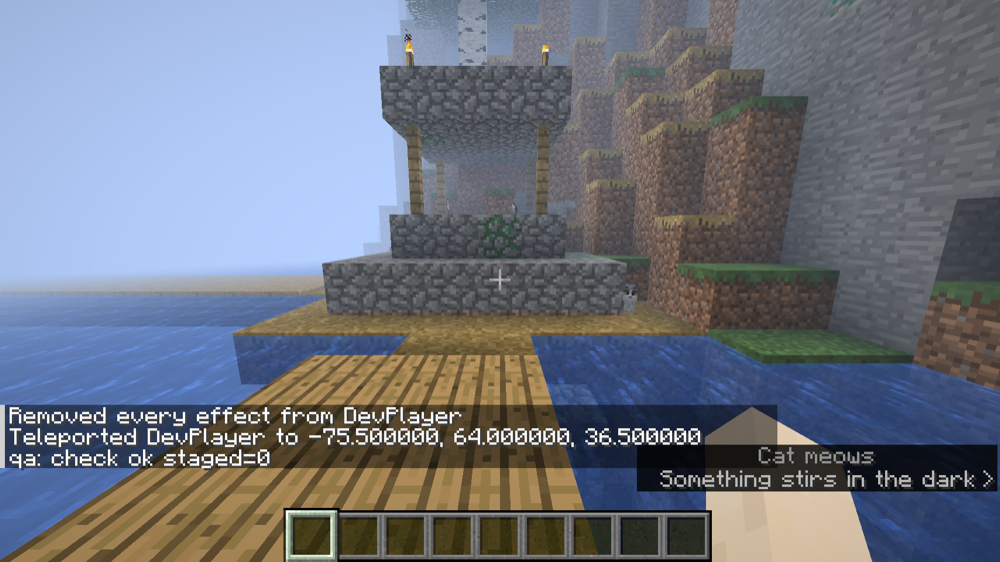 Removed every effect from DevPlayer
Teleported DevPlayer to -75.500000, 64.000000, 36.500000
qa: check ok staged=0
Cat meows
Something stirs in the dark >